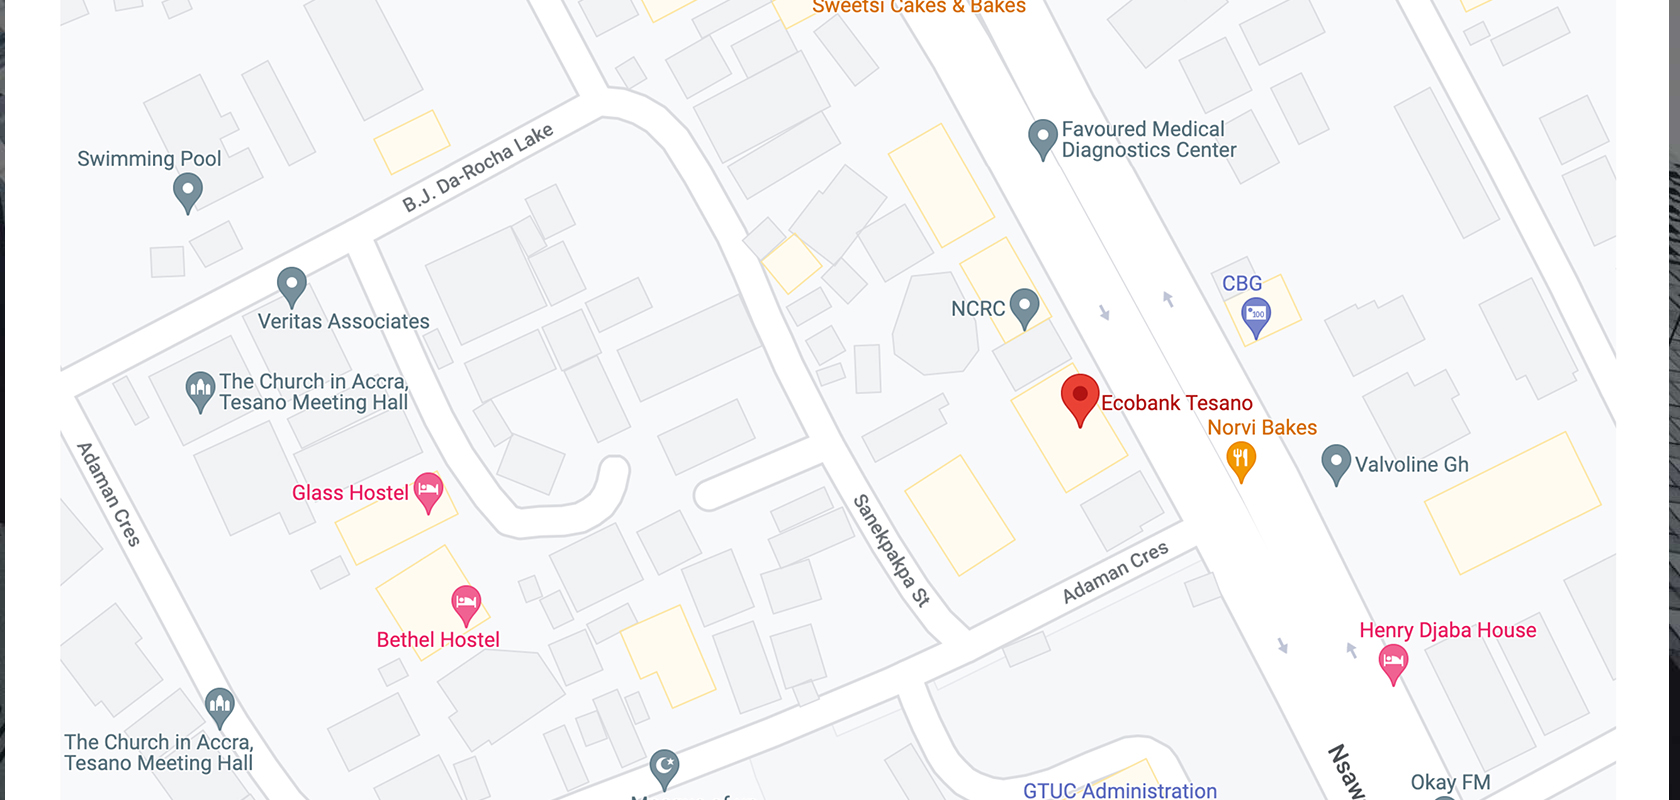 Sweetsi Cakes & Bakes
Favoured Medical
Diagnostics Center
B.J. Da-Rocha Lake
Swimming Pool
CBG
100
NCRC
Veritas Associates
The Church in Accra,
Tesano Meeting Hall
Ecobank Tesano
Norvi Bakes
Valvoline Gh
Adaman Cres
Glass Hostel
Sanekpakpa St
Adaman Cres
Bethel Hostel
Henry Djaba House
The Church in Accra,
Tesano Meeting Hall
Okay FM
GTUC Administration